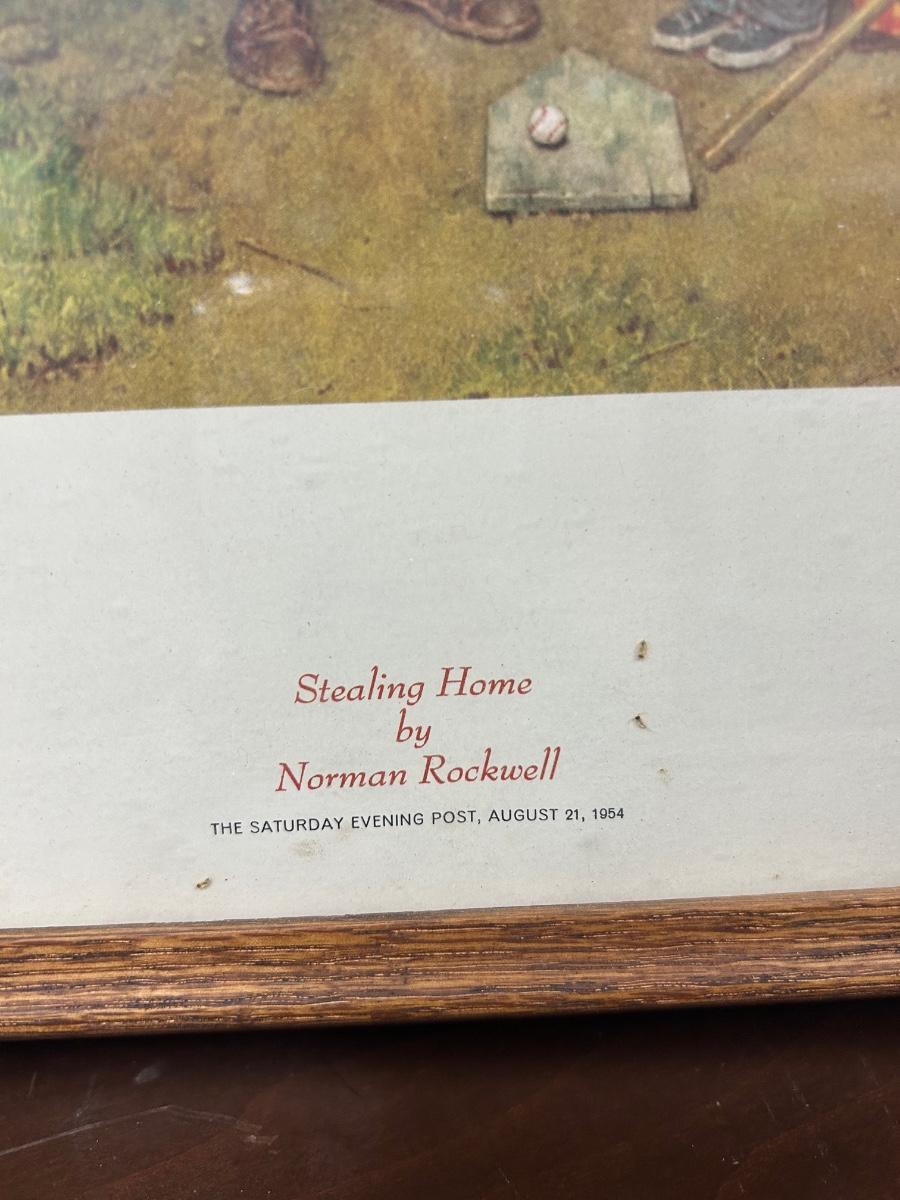 Stealing Home
by
Norman Rockwell
THE SATURDAY EVENING POST, AUGUST 21, 1954